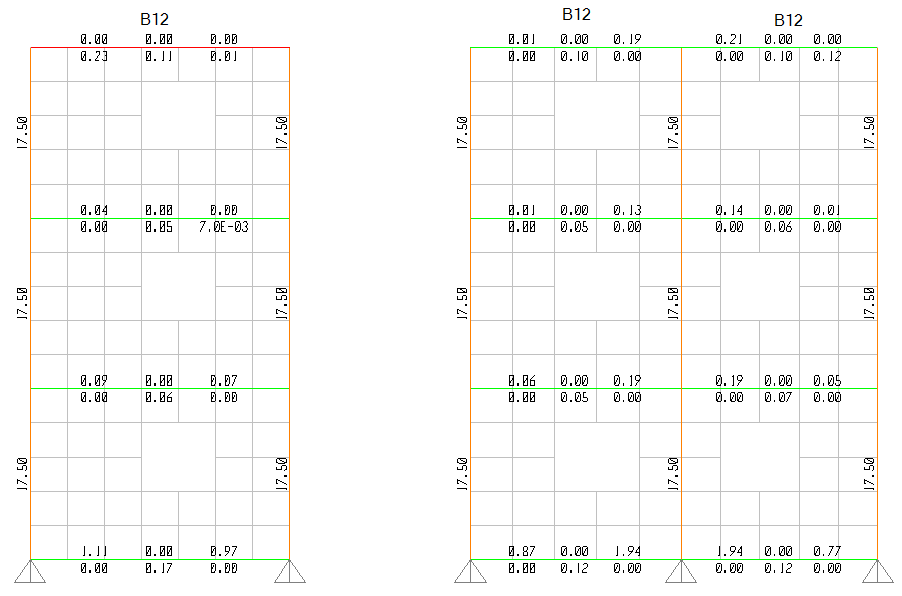 B12
B12
B12
0.00 0.00 0.00
0.23 0.11 0.01
0.01 0.00 0.19
0.00 0.10 0.00
0.21 0.00 0.00
0.00 0.10 0.12
17.50
17.50
17.50
17.50
17.50
0.04 0.00 0.00
0.00 0.05 7.0E-03
0.01 0.00 0.13
0.00 0.05 0.00
0.14 0.00 0.01
0.00 0.06 0.00
17.50
17.50
17.50
17.50
17.50
0.09 0.00 0.07
0.00 0.06 0.00
0.06 0.00 0.19
0.00 0.05 0.00
0.19 0.00 0.05
0.00 0.07 0.00
17.50
17.50
17.50
17.50
17.50
1.11 0.00 0.97
0.00 0.17 0.00
0.87 0.00 1.94
0.00 0.12 0.00
1.94 0.00 0.77
0.00 0.12 0.00